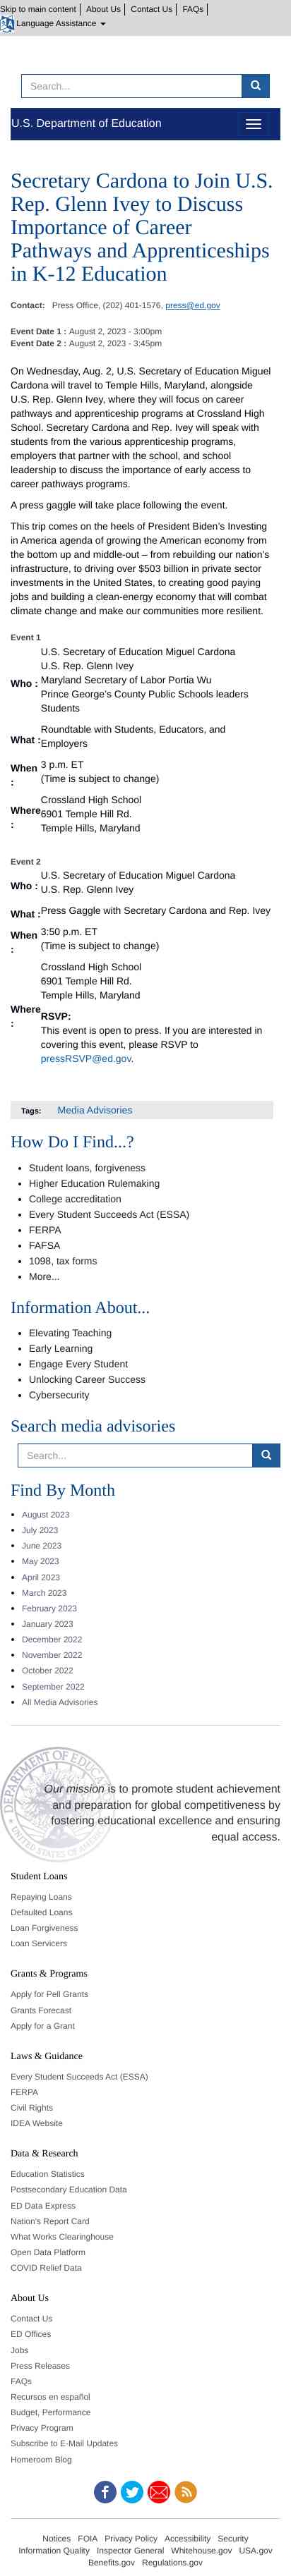 Skip to main content
About Us
Contact Us
FAQs
Language Assistance
Search...
U.S. Department of Education
Secretary Cardona to Join U.S.
Rep. Glenn Ivey to Discuss
Importance of Career
Pathways and Apprenticeships
in K-12 Education
Contact: Press Office, (202) 401-1576, press@ed.gov
Event Date 1 : August 2, 2023 - 3:00pm
Event Date 2 : August 2, 2023 - 3:45pm
On Wednesday, Aug. 2, U.S. Secretary of Education Miguel
Cardona will travel to Temple Hills, Maryland, alongside
U.S. Rep. Glenn Ivey, where they will focus on career
pathways and apprenticeship programs at Crossland High
School. Secretary Cardona and Rep. Ivey will speak with
students from the various apprenticeship programs,
employers that partner with the school, and school
leadership to discuss the importance of early access to
career pathways programs.
A press gaggle will take place following the event.
This trip comes on the heels of President Biden's Investing
in America agenda of growing the American economy from
the bottom up and middle-out – from rebuilding our nation's
infrastructure, to driving over $503 billion in private sector
investments in the United States, to creating good paying
jobs and building a clean-energy economy that will combat
climate change and make our communities more resilient.
Event 1
Who :
U.S. Secretary of Education Miguel Cardona
U.S. Rep. Glenn Ivey
Maryland Secretary of Labor Portia Wu
Prince George's County Public Schools leaders
Students
What :
Roundtable with Students, Educators, and
Employers
When
:
3 p.m. ET
(Time is subject to change)
Where
:
Crossland High School
6901 Temple Hill Rd.
Temple Hills, Maryland
Event 2
Who :
U.S. Secretary of Education Miguel Cardona
U.S. Rep. Glenn Ivey
What : Press Gaggle with Secretary Cardona and Rep. Ivey
When
:
3:50 p.m. ET
(Time is subject to change)
Where
:
Crossland High School
6901 Temple Hill Rd.
Temple Hills, Maryland
RSVP:
This event is open to press. If you are interested in
covering this event, please RSVP to
pressRSVP@ed.gov.
Tags: Media Advisories
How Do I Find...?
Student loans, forgiveness
Higher Education Rulemaking
College accreditation
Every Student Succeeds Act (ESSA)
FERPA
FAFSA
1098, tax forms
More...
Information About...
Elevating Teaching
Early Learning
Engage Every Student
Unlocking Career Success
Cybersecurity
Search media advisories
Search...
Find By Month
August 2023
July 2023
June 2023
May 2023
April 2023
March 2023
February 2023
January 2023
December 2022
November 2022
October 2022
September 2022
All Media Advisories
Our mission is to promote student achievement
and preparation for global competitiveness by
fostering educational excellence and ensuring
equal access.
Student Loans
Repaying Loans
Defaulted Loans
Loan Forgiveness
Loan Servicers
Grants & Programs
Apply for Pell Grants
Grants Forecast
Apply for a Grant
Laws & Guidance
Every Student Succeeds Act (ESSA)
FERPA
Civil Rights
IDEA Website
Data & Research
Education Statistics
Postsecondary Education Data
ED Data Express
Nation's Report Card
What Works Clearinghouse
Open Data Platform
COVID Relief Data
About Us
Contact Us
ED Offices
Jobs
Press Releases
FAQs
Recursos en español
Budget, Performance
Privacy Program
Subscribe to E-Mail Updates
Homeroom Blog
Notices FOIA Privacy Policy Accessibility Security
Information Quality Inspector General Whitehouse.gov USA.gov
Benefits.gov Regulations.gov